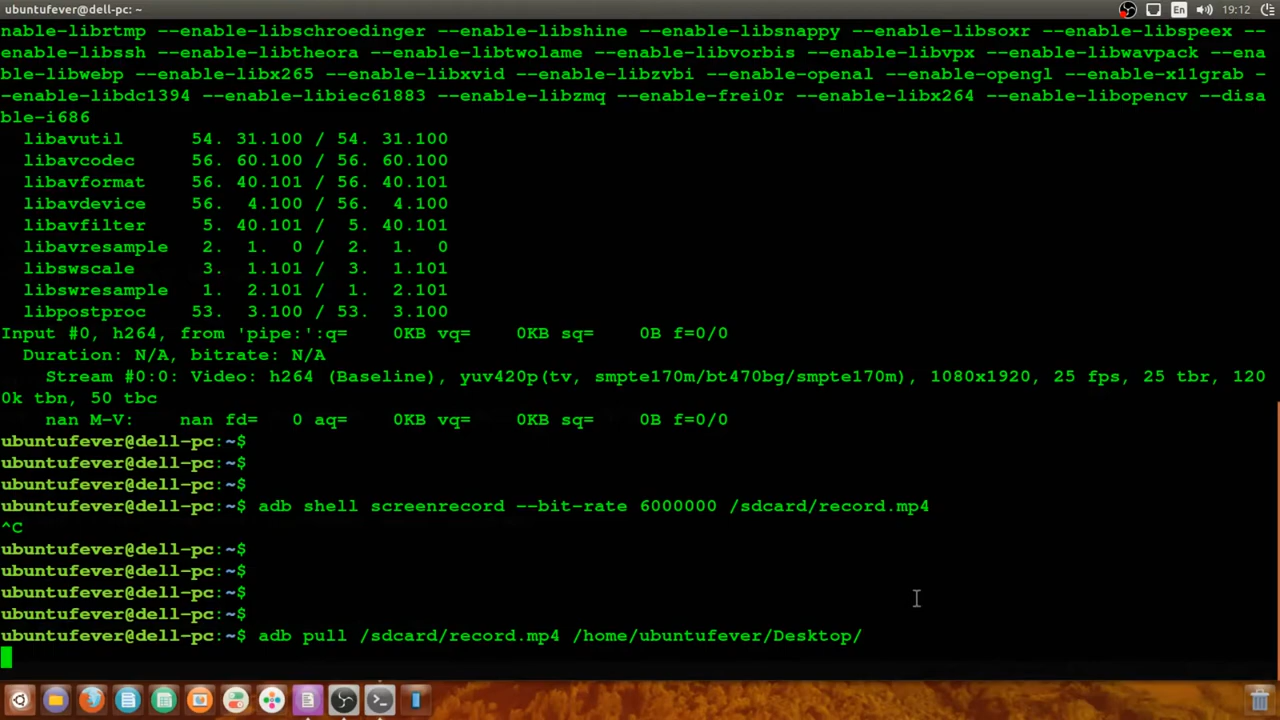 ubuntufever@dell-pc: ~
En
19:12
nable-librtmp --enable-libschroedinger --enable-libshine --enable-libsnappy --enable-libsoxr --enable-libspeex --
enable-libssh --enable-libtheora --enable-libtwolame --enable-libvorbis --enable-libvpx --enable-libwavpack --ena
ble-libwebp --enable-libx265 --enable-libxvid --enable-libzvbi --enable-openal --enable-opengl --enable-x11grab -
-enable-libdc1394 --enable-libiec61883 --enable-libzmq --enable-frei0r --enable-libx264 --enable-libopencv --disa
ble-i686
libavutil 54. 31.100 / 54. 31.100
libavcodec 56. 60.100 / 56. 60.100
libavformat 56. 40.101 / 56. 40.101
libavdevice 56. 4.100 / 56. 4.100
libavfilter 5. 40.101 / 5. 40.101
libavresample 2. 1. 0 / 2. 1. 0
libswscale 3. 1.101 / 3. 1.101
libswresample 1. 2.101 / 1. 2.101
libpostproc 53. 3.100 / 53. 3.100
Input #0, h264, from 'pipe:':q= 0KB vq= 0KB sq= 0B f=0/0
Duration: N/A, bitrate: N/A
Stream #0:0: Video: h264 (Baseline), yuv420p(tv, smpte170m/bt470bg/smpte170m), 1080x1920, 25 fps, 25 tbr, 120
0k tbn, 50 tbc
nan M-V: nan fd= 0 aq= 0KB vq= 0KB sq= 0B f=0/0
ubuntufever@dell-pc:~$
ubuntufever@dell-pc:~$
ubuntufever@dell-pc:~$
ubuntufever@dell-pc:~$ adb shell screenrecord --bit-rate 6000000 /sdcard/record.mp4
^C
ubuntufever@dell-pc:~$
ubuntufever@dell-pc:~$
ubuntufever@dell-pc:~$
ubuntufever@dell-pc:~$
ubuntufever@dell-pc:~$ adb pull /sdcard/record.mp4 /home/ubuntufever/Desktop/